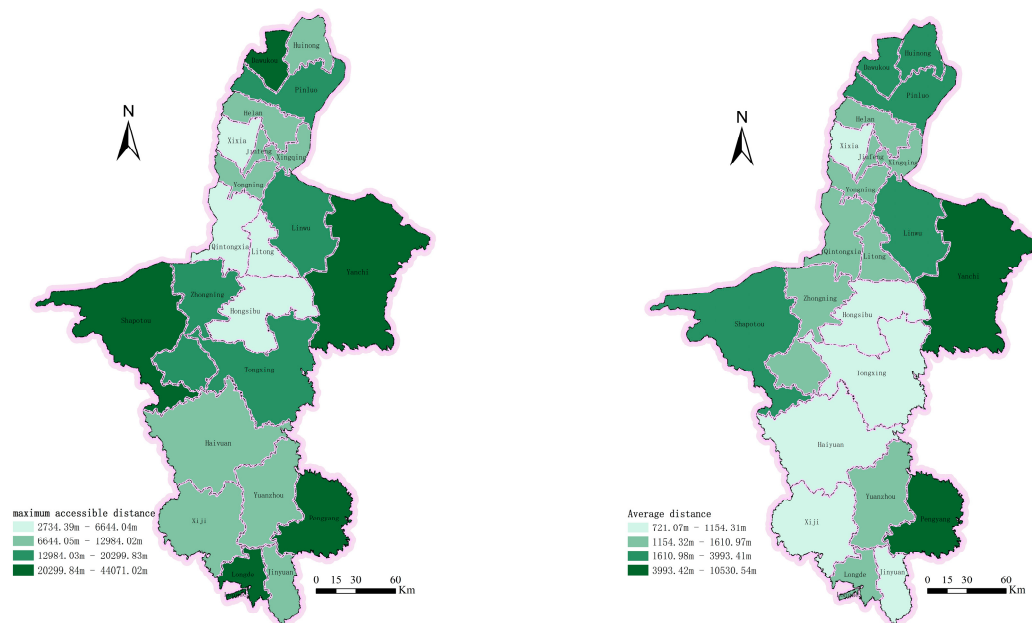 Huinong
Dawukou
Pinluo
N
Helan
Xixia
Jinfeng
Xingqing
Yongning
Linwu
Qintongxia
Litong
Yanchi
Zhongning
Shapotou
Hongsibu
Tongxing
Haiyuan
Yuanzhou
Xiji
Pengyang
Longde
Jinyuan
maximum accessible distance
2734.39m - 6644.04m
6644.05m - 12984.02m
12984.03m - 20299.83m
20299.84m - 44071.02m
0 15 30 60
Km
Huinong
Dawukou
Pinluo
N
Helan
Xixia
Jinfeng
Xingqing
Yongning
Linwu
Qintongxia
Litong
Yanchi
Zhongning
Shapotou
Hongsibu
Tongxing
Haiyuan
Yuanzhou
Xiji
Pengyang
Longde
Jinyuan
Average distance
721.07m - 1154.31m
1154.32m - 1610.97m
1610.98m - 3993.41m
3993.42m - 10530.54m
0 15 30 60
Km